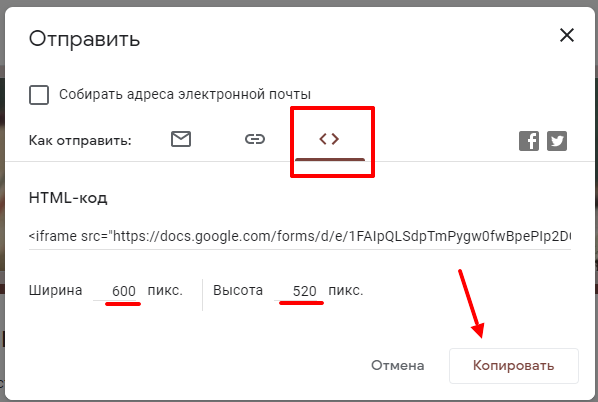 Отправить
Собирать адреса электронной почты
Как отправить:
HTML-код
<iframe src="https://docs.google.com/forms/d/e/1FAIpQLSdpTmPygw0fwBpePIp2D
Ширина 600 пикс. Высота 520 пикс.
Отмена Копировать